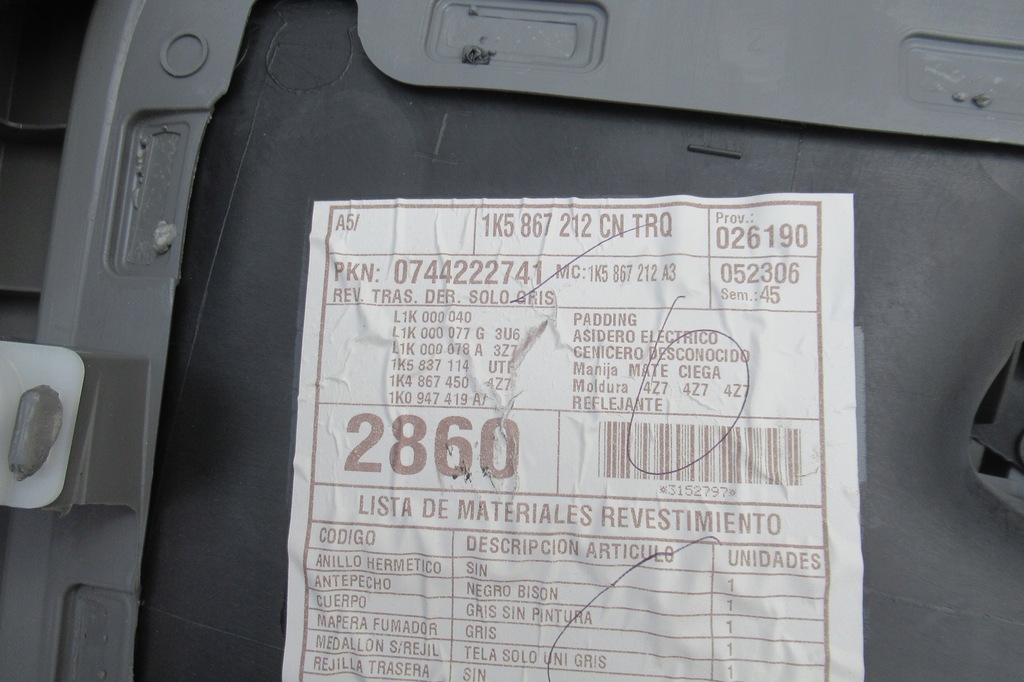 A5/ 1K5 867 212 CN TRQ Prov.: 026190
PKN: 0744222741 MC: 1K5 867 212 A3 052306
REV. TRAS. DER. SOLO GRIS Sem.: 45
L1K 000 040 PADDING
L1K 000 077 G 3U6 ASIDERO ELECTRICO
L1K 000 078 A 3Z7 CENICERO DESCONOCIDO
1K5 837 114 UTF Manija MATE CIEGA
1K4 867 450 4Z7 Moldura 4Z7 4Z7 4Z7
1K0 947 419 A/ REFLEJANTE
2860
*3152797*
LISTA DE MATERIALES REVESTIMIENTO
CODIGO DESCRIPCION ARTICULO UNIDADES
ANILLO HERMETICO SIN 1
ANTEPECHO NEGRO BISON 1
CUERPO GRIS SIN PINTURA 1
MAPERA FUMADOR GRIS 1
MEDALLON S/REJIL TELA SOLO UNI GRIS 1
REJILLA TRASERA SIN 1